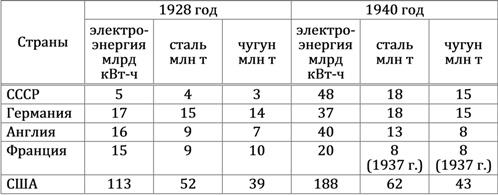 Страны 1928 год 1940 год
электро-энергия млрд кВт-ч сталь млн т чугун млн т электро-энергия млрд кВт-ч сталь млн т чугун млн т
СССР 5 4 3 48 18 15
Германия 17 15 14 37 18 15
Англия 16 9 7 40 13 8
Франция 15 9 10 20 8 (1937 г.) 8 (1937 г.)
США 113 52 39 188 62 43